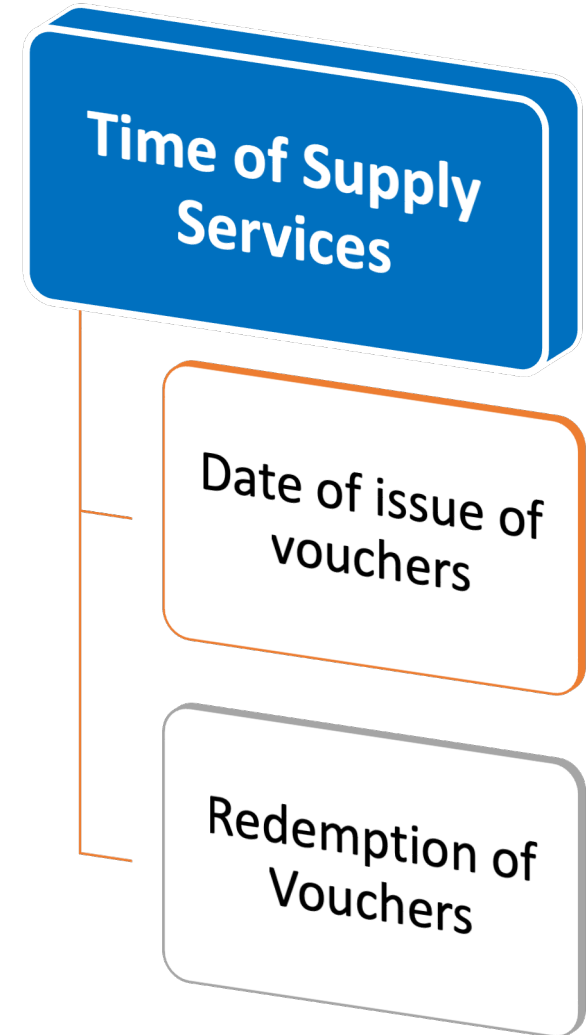 Time of Supply
Services
Date of issue of
vouchers
Redemption of
Vouchers